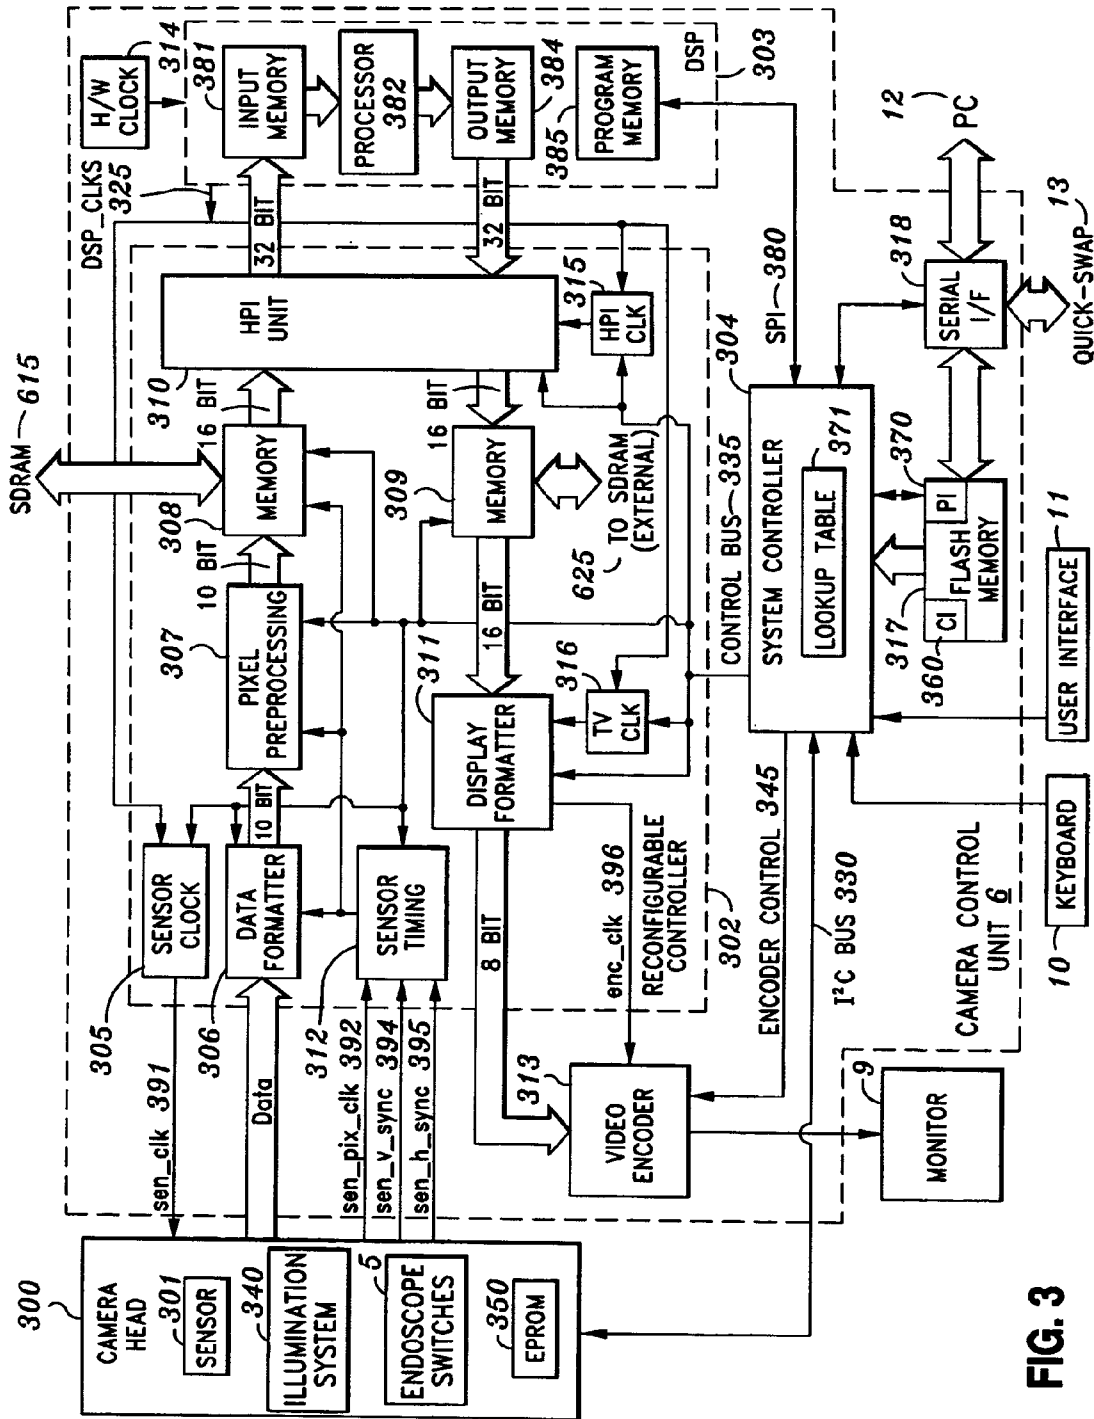 300
CAMERA
HEAD
301
SENSOR
340
ILLUMINATION
SYSTEM
5
ENDOSCOPE
SWITCHES
350
EPROM
sen_clk 391
Data
sen_pix_clk 392
sen_v_sync 394
sen_h_sync 395
305
SENSOR
CLOCK
306
DATA
FORMATTER
312
SENSOR
TIMING
10 BIT
307
PIXEL
PREPROCESSING
10 BIT
SDRAM 615
308
MEMORY
16 BIT
310
HPI
UNIT
32 BIT
DSP_CLKS
325
H/W
CLOCK
314
381
INPUT
MEMORY
PROCESSOR
382
OUTPUT
MEMORY
384
385
PROGRAM
MEMORY
DSP
303
32 BIT
315
HPI
CLK
16 BIT
309
MEMORY
625 TO SDRAM
(EXTERNAL)
16 BIT
311
DISPLAY
FORMATTER
316
TV
CLK
8 BIT
enc_clk 396
RECONFIGURABLE
CONTROLLER
302
313
VIDEO
ENCODER
ENCODER CONTROL 345
I²C BUS 330
CONTROL BUS 335
304
SYSTEM CONTROLLER
LOOKUP TABLE
371
SPI 380
317
360
CI
FLASH
MEMORY
PI
370
SERIAL
I/F
318
12
PC
QUICK-SWAP 13
CAMERA CONTROL
UNIT 6
9
MONITOR
10
KEYBOARD
USER INTERFACE
11
FIG. 3